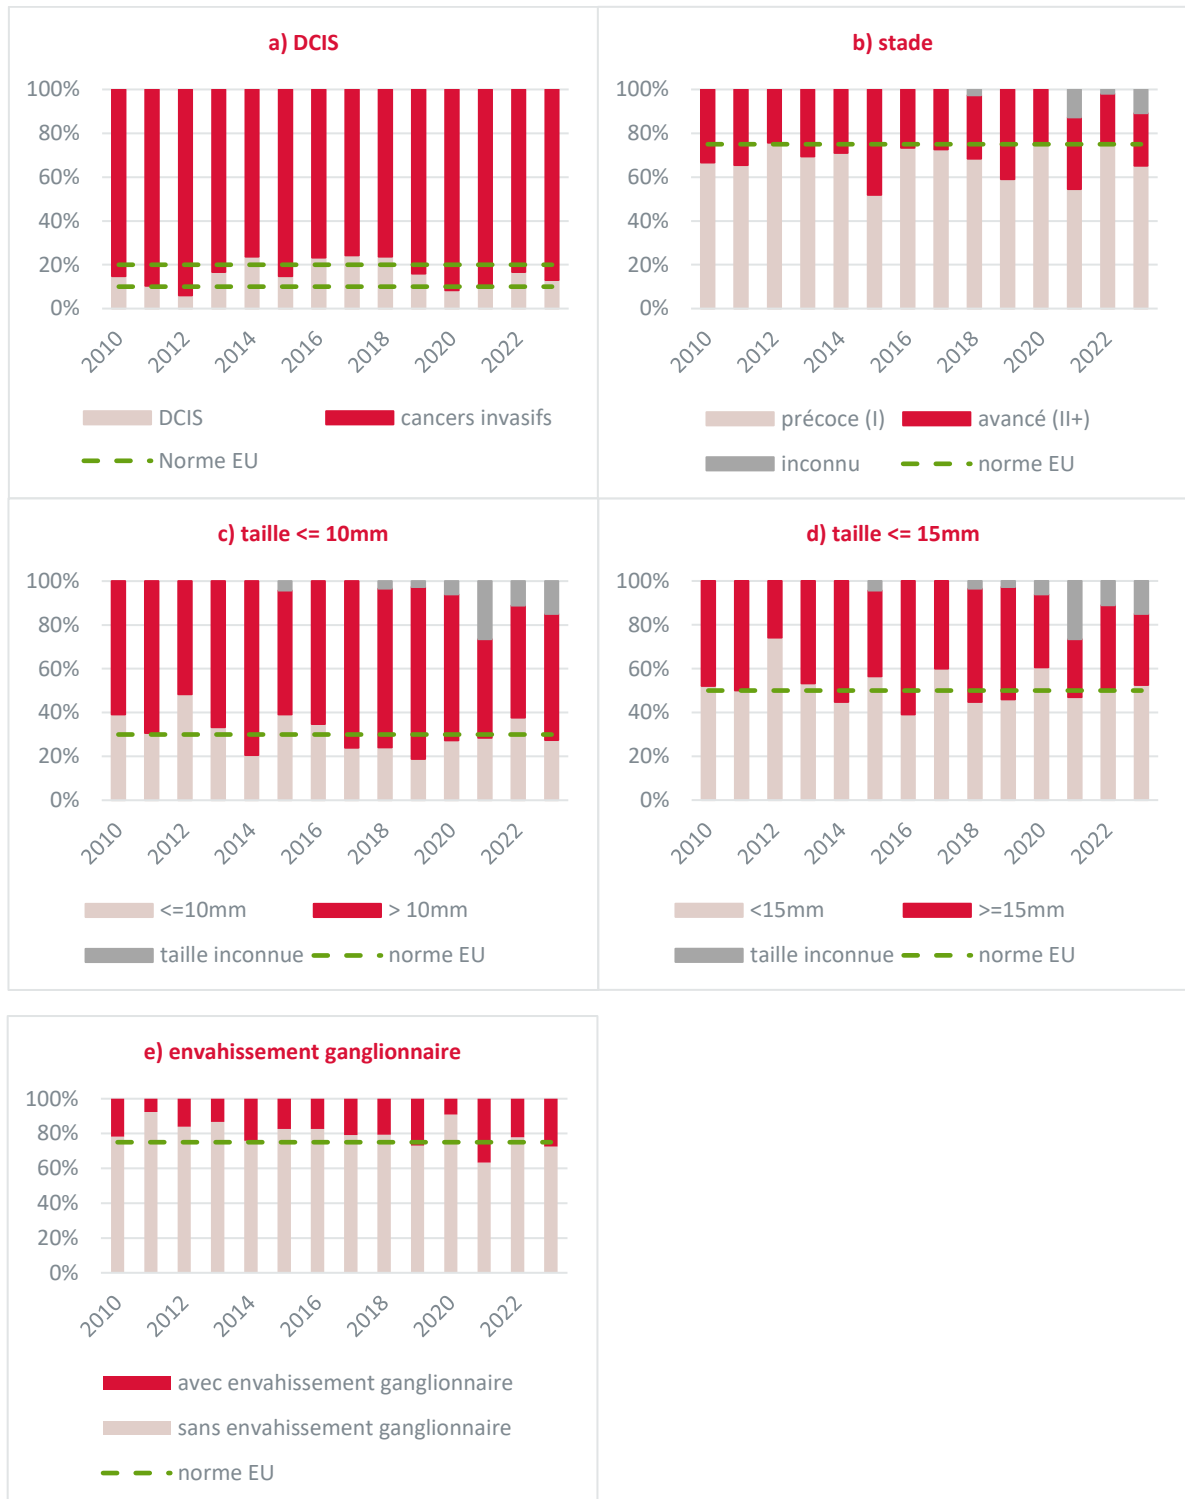 a) DCIS
100%
80%
60%
40%
20%
0%
2010 2012 2014 2016 2018 2020 2022
DCIS cancers invasifs
Norme EU
b) stade
100%
80%
60%
40%
20%
0%
2010 2012 2014 2016 2018 2020 2022
précoce (I) avancé (II+)
inconnu norme EU
c) taille <= 10mm
100%
80%
60%
40%
20%
0%
2010 2012 2014 2016 2018 2020 2022
<=10mm > 10mm
taille inconnue norme EU
d) taille <= 15mm
100%
80%
60%
40%
20%
0%
2010 2012 2014 2016 2018 2020 2022
<15mm >=15mm
taille inconnue norme EU
e) envahissement ganglionnaire
100%
80%
60%
40%
20%
0%
2010 2012 2014 2016 2018 2020 2022
avec envahissement ganglionnaire
sans envahissement ganglionnaire
norme EU